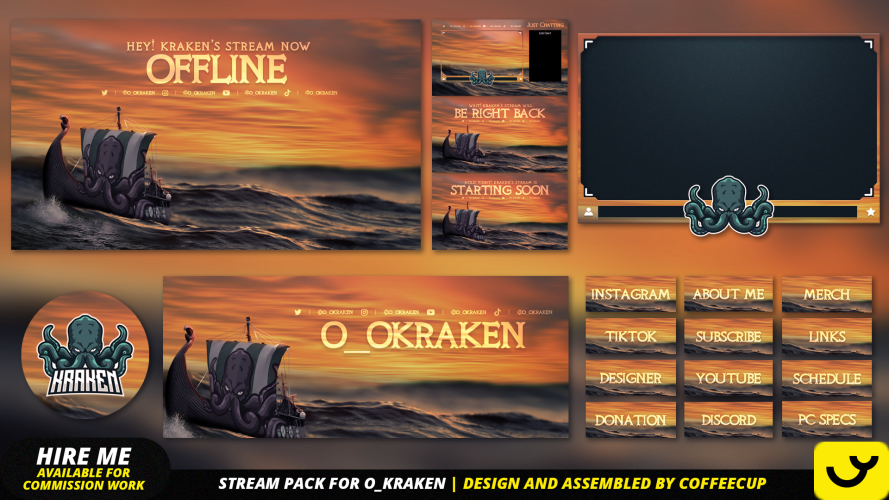 HEY! KRAKEN'S STREAM NOW
OFFLINE
@O_OKRAKEN @O_OKRAKEN @O_OKRAKEN @O_OKRAKEN
JUST CHATTING
BE RIGHT BACK
STARTING SOON
KRAKEN
@O_OKRAKEN @O_OKRAKEN @O_OKRAKEN @O_OKRAKEN
O_OKRAKEN
INSTAGRAM
ABOUT ME
MERCH
TIKTOK
SUBSCRIBE
LINKS
DESIGNER
YOUTUBE
SCHEDULE
DONATION
DISCORD
PC SPECS
HIRE ME
AVAILABLE FOR
COMMISSION WORK
STREAM PACK FOR O_KRAKEN | DESIGN AND ASSEMBLED BY COFFEECUP